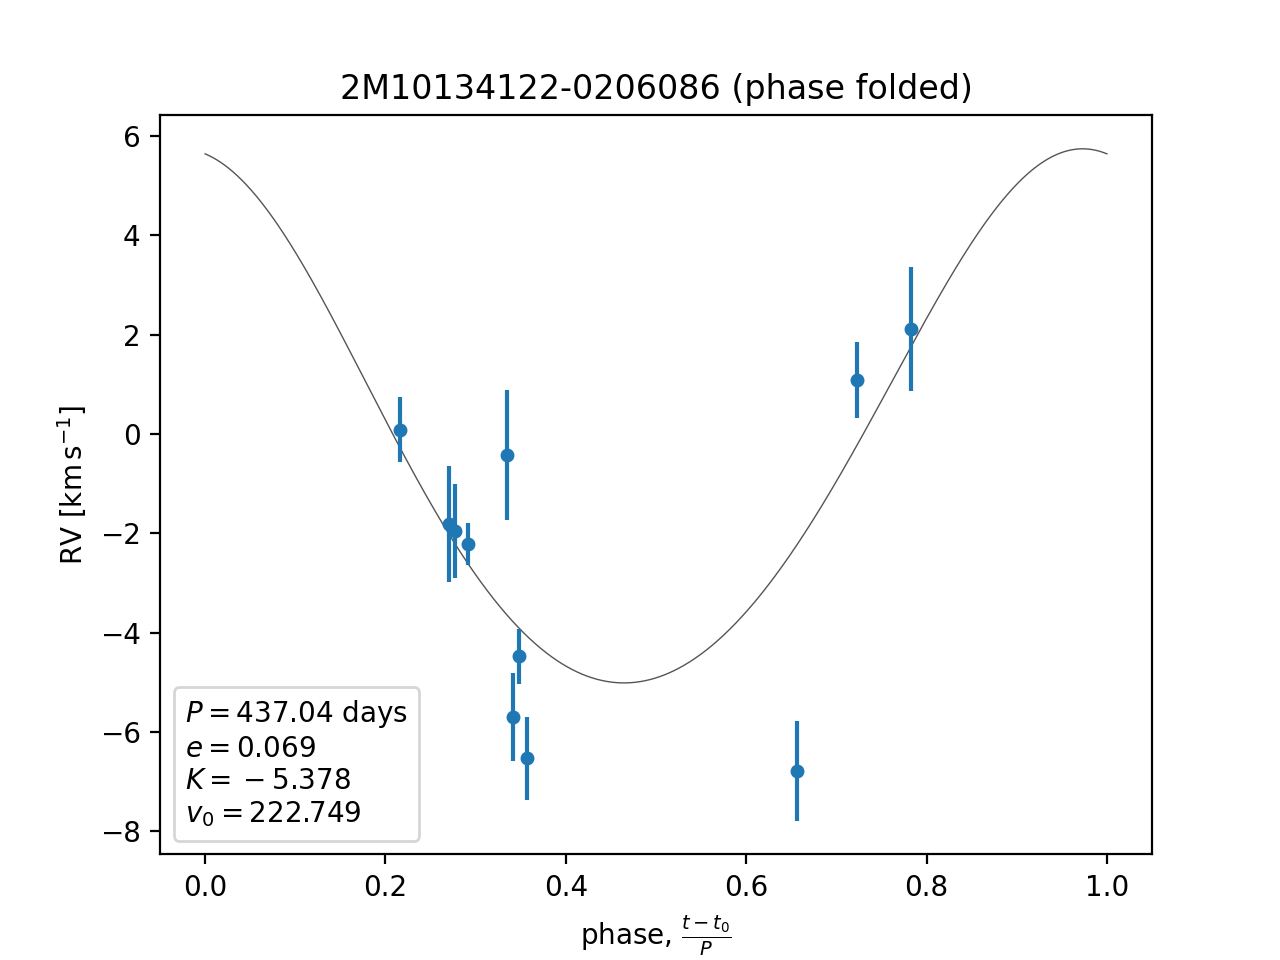 2M10134122-0206086 (phase folded)
6
4
2
0
−2
−4
−6
−8
RV [km s⁻¹]
P = 437.04 days
e = 0.069
K = −5.378
v₀ = 222.749
0.0 0.2 0.4 0.6 0.8 1.0
phase, (t − t₀)/P